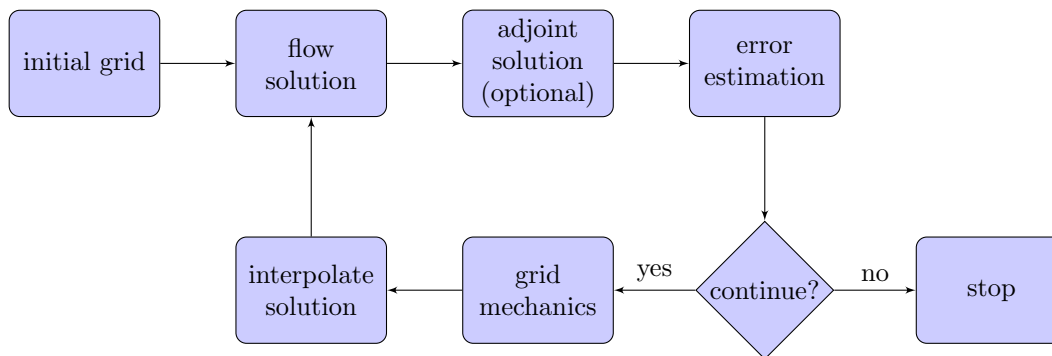 initial grid
flow
solution
adjoint
solution
(optional)
error
estimation
interpolate
solution
grid
mechanics
yes
continue?
no
stop